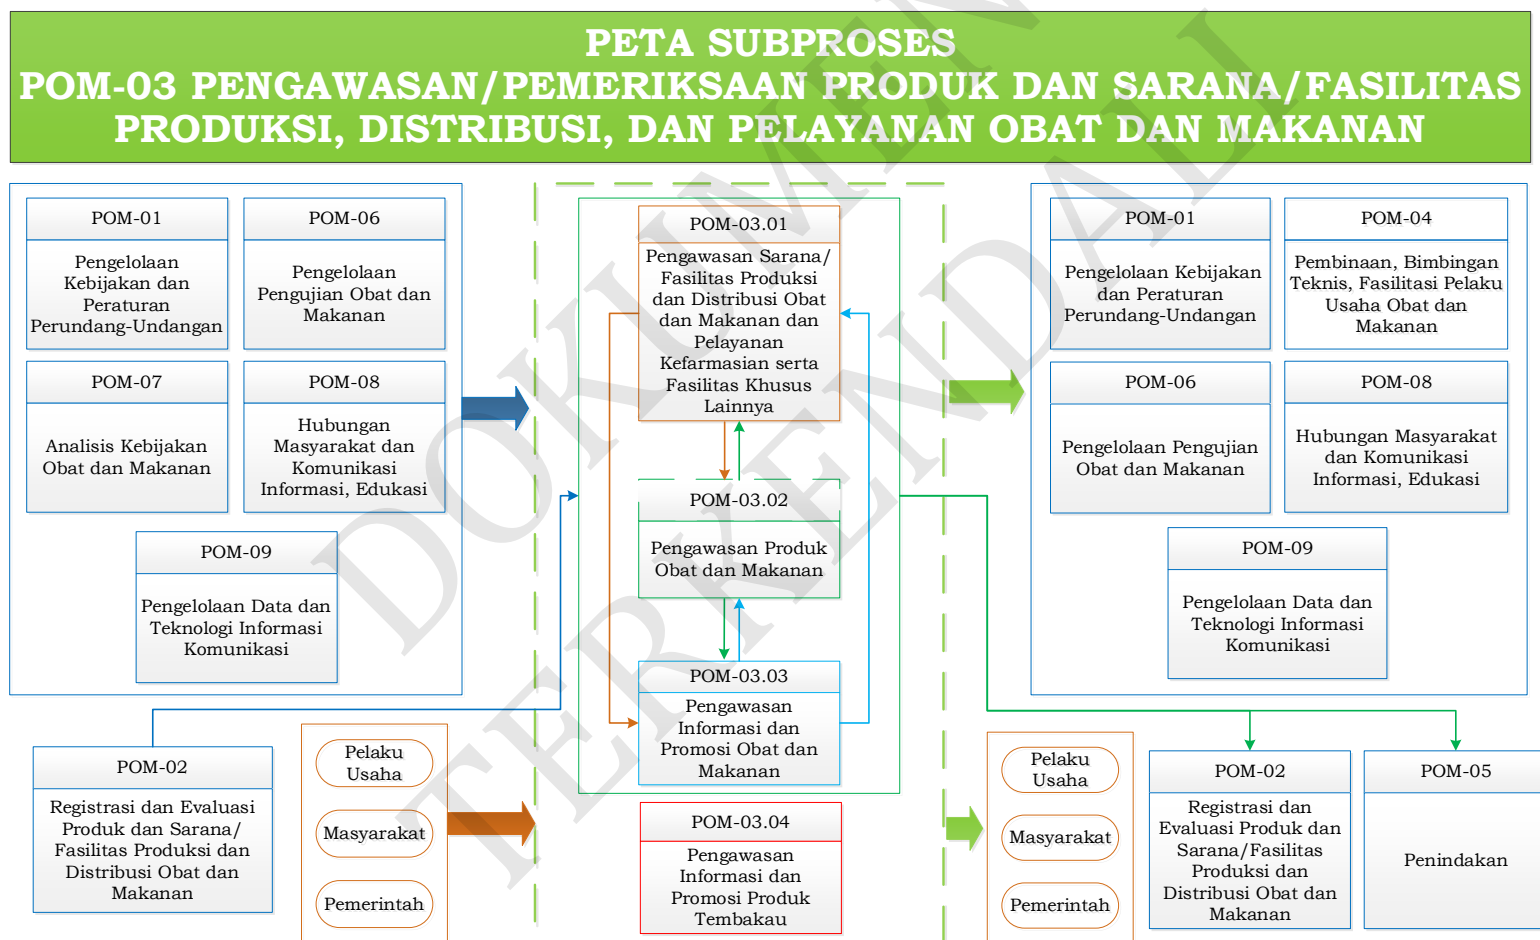 PETA SUBPROSES
POM-03 PENGAWASAN/PEMERIKSAAN PRODUK DAN SARANA/FASILITAS
PRODUKSI, DISTRIBUSI, DAN PELAYANAN OBAT DAN MAKANAN
POM-01
Pengelolaan
Kebijakan dan
Peraturan
Perundang-Undangan
POM-06
Pengelolaan
Pengujian Obat dan
Makanan
POM-07
Analisis Kebijakan
Obat dan Makanan
POM-08
Hubungan
Masyarakat dan
Komunikasi
Informasi, Edukasi
POM-09
Pengelolaan Data dan
Teknologi Informasi
Komunikasi
POM-02
Registrasi dan Evaluasi
Produk dan Sarana/
Fasilitas Produksi dan
Distribusi Obat dan
Makanan
Pelaku
Usaha
Masyarakat
Pemerintah
POM-03.01
Pengawasan Sarana/
Fasilitas Produksi
dan Distribusi Obat
dan Makanan dan
Pelayanan
Kefarmasian serta
Fasilitas Khusus
Lainnya
POM-03.02
Pengawasan Produk
Obat dan Makanan
POM-03.03
Pengawasan
Informasi dan
Promosi Obat dan
Makanan
POM-03.04
Pengawasan
Informasi dan
Promosi Produk
Tembakau
POM-01
Pengelolaan Kebijakan
dan Peraturan
Perundang-Undangan
POM-04
Pembinaan, Bimbingan
Teknis, Fasilitasi Pelaku
Usaha Obat dan
Makanan
POM-06
Pengelolaan Pengujian
Obat dan Makanan
POM-08
Hubungan Masyarakat
dan Komunikasi
Informasi, Edukasi
POM-09
Pengelolaan Data dan
Teknologi Informasi
Komunikasi
Pelaku
Usaha
Masyarakat
Pemerintah
POM-02
Registrasi dan
Evaluasi Produk dan
Sarana/Fasilitas
Produksi dan
Distribusi Obat dan
Makanan
POM-05
Penindakan
DOKUMEN
TERKENDALI